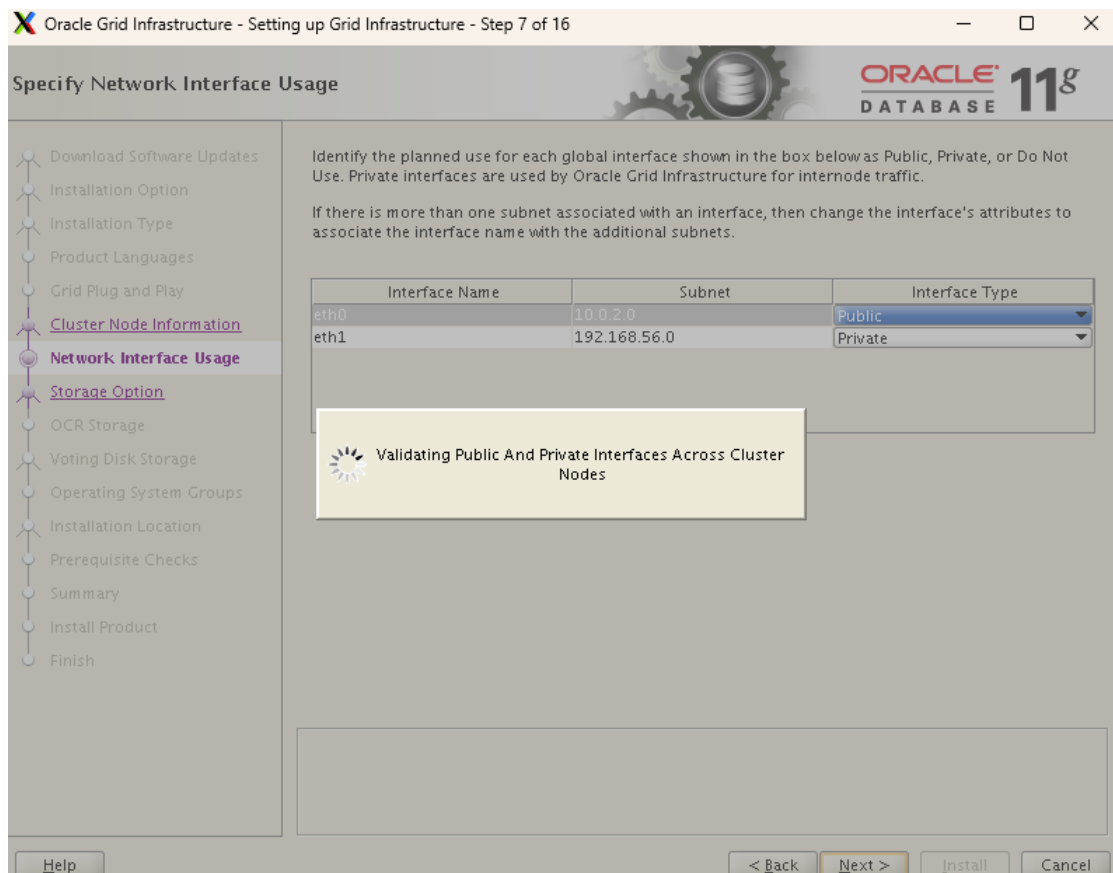 Oracle Grid Infrastructure - Setting up Grid Infrastructure - Step 7 of 16
Specify Network Interface Usage
ORACLE
DATABASE
11g
Download Software Updates
Installation Option
Installation Type
Product Languages
Grid Plug and Play
Cluster Node Information
Network Interface Usage
Storage Option
OCR Storage
Voting Disk Storage
Operating System Groups
Installation Location
Prerequisite Checks
Summary
Install Product
Finish
Identify the planned use for each global interface shown in the box below as Public, Private, or Do Not
Use. Private interfaces are used by Oracle Grid Infrastructure for internode traffic.
If there is more than one subnet associated with an interface, then change the interface's attributes to
associate the interface name with the additional subnets.
Interface Name Subnet Interface Type
eth0 10.0.2.0 Public
eth1 192.168.56.0 Private
Validating Public And Private Interfaces Across Cluster
Nodes
Help < Back Next > Install Cancel